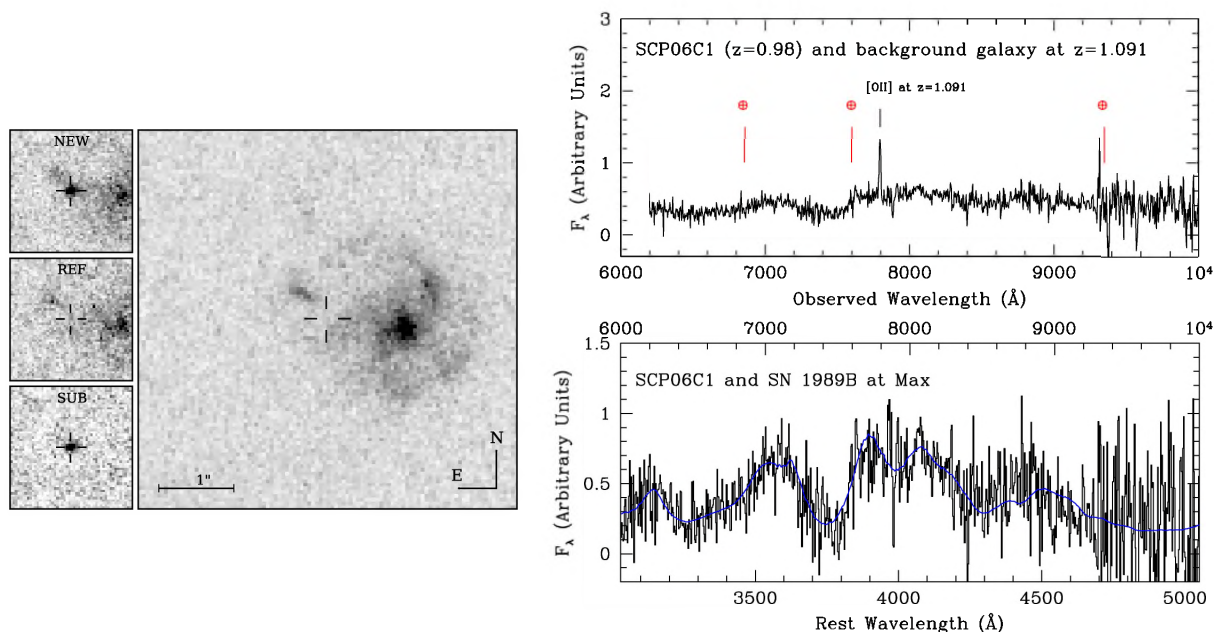 NEW
REF
SUB
1"
N
E
SCP06C1 (z=0.98) and background galaxy at z=1.091
[OII] at z=1.091
⊕ ⊕ ⊕
3
2
1
0
F_λ (Arbitrary Units)
6000 7000 8000 9000 10⁴
Observed Wavelength (Å)
6000 7000 8000 9000 10⁴
SCP06C1 and SN 1989B at Max
1.5
1
0.5
0
F_λ (Arbitrary Units)
3500 4000 4500 5000
Rest Wavelength (Å)